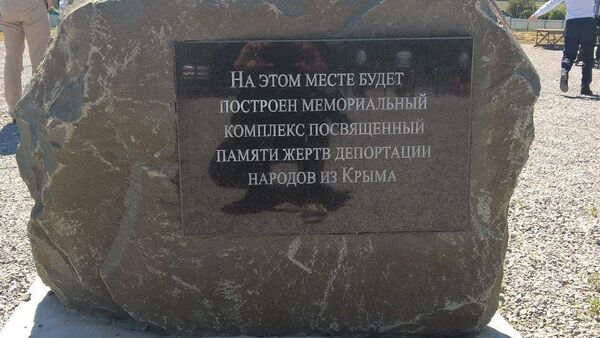 На этом месте будет
построен мемориальный
комплекс посвященный
памяти жертв депортации
народов из Крыма